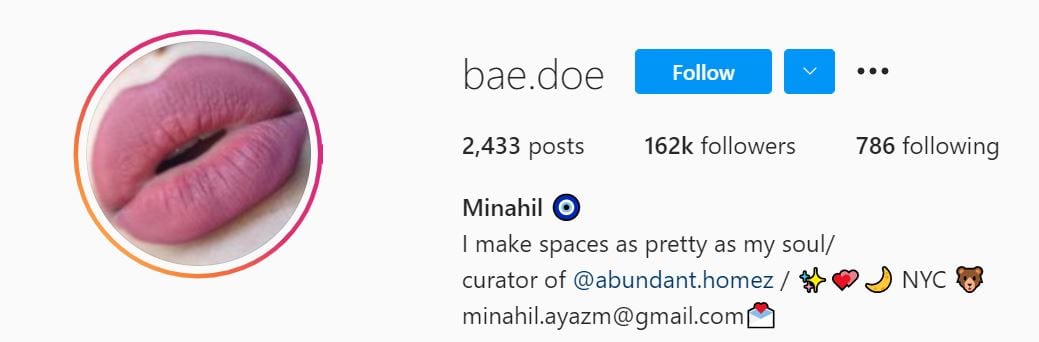 bae.doe Follow
2,433 posts 162k followers 786 following
Minahil 🧿
I make spaces as pretty as my soul/
curator of @abundant.homez / ✨💕🌙 NYC 🐻
minahil.ayazm@gmail.com💌